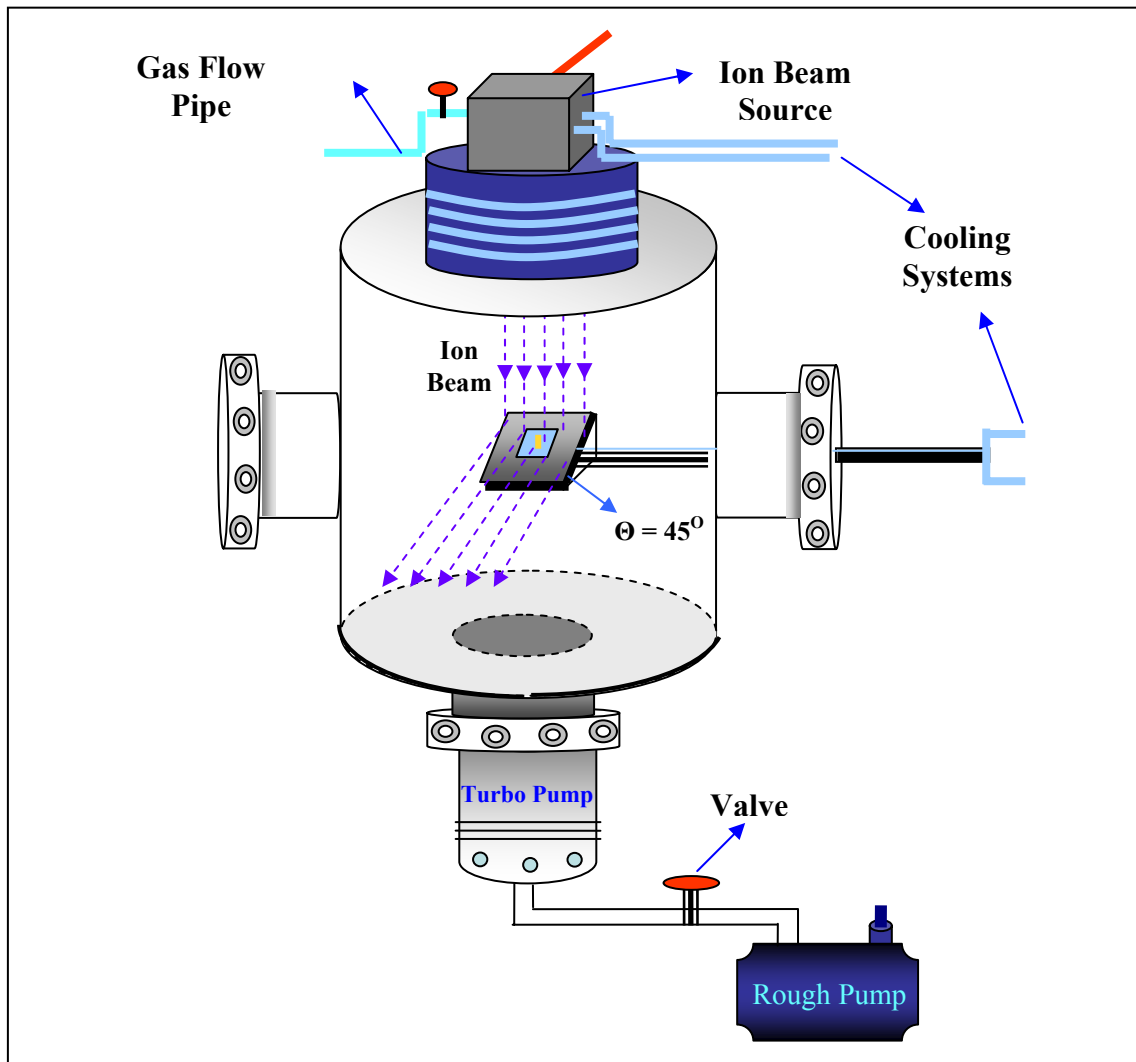 Gas Flow
Pipe
Ion Beam
Source
Cooling
Systems
Ion
Beam
Θ = 45ᴼ
Turbo Pump
Valve
Rough Pump